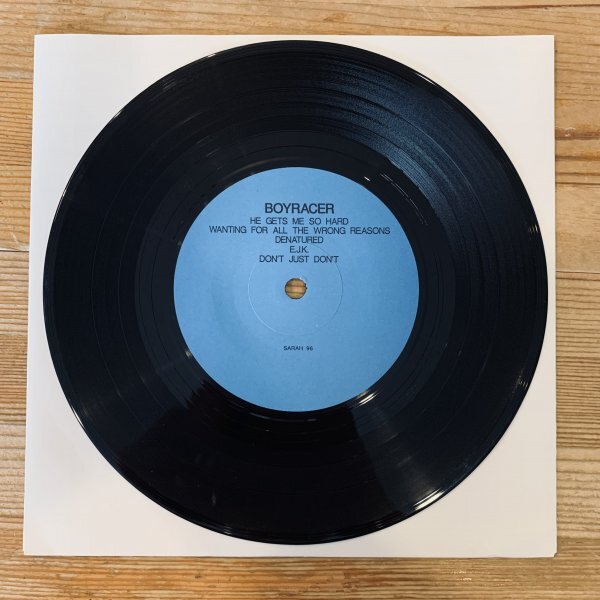 BOYRACER
HE GETS ME SO HARD
WANTING FOR ALL THE WRONG REASONS
DENATURED
E.J.K.
DON'T JUST DON'T
SARAH 96